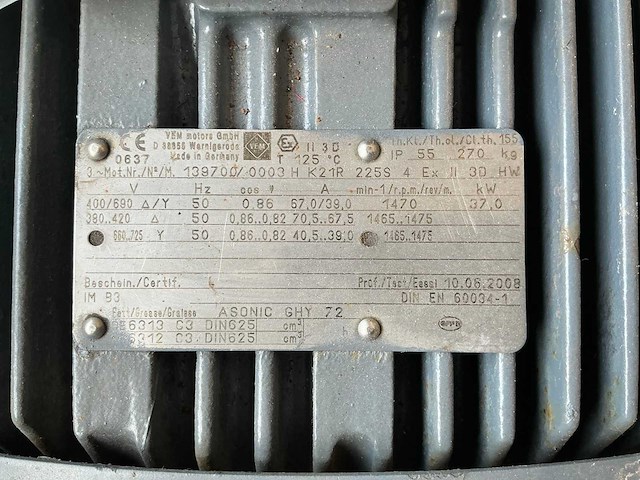 CE 0637
VEM motors GmbH
D 38855 Wernigerode
Made in Germany
VEM
Ex II 3D
T 125 °C
Th.Kl./Th.cl./Cl.th. 155
IP 55 270 kg
3~Mot.Nr./N°/M. 139700/0003 H K21R 225S 4 Ex II 3D HW
V Hz cos φ A min-1/r.p.m./rev/m. kW
400/690 Δ/Y 50 0,86 67,0/39,0 1470 37,0
380..420 Δ 50 0,86..0,82 70,5..67,5 1465..1475
660..725 Y 50 0,86..0,82 40,5..39,0 1465..1475
Beschein./Certif. Prüf./Test/Essai 10.06.2008
IM B3 DIN EN 60034-1
Fett/Grease/Graisse ASONIC GHY 72
6313 C3 DIN625 cm³ h
6312 C3 DIN625 cm³